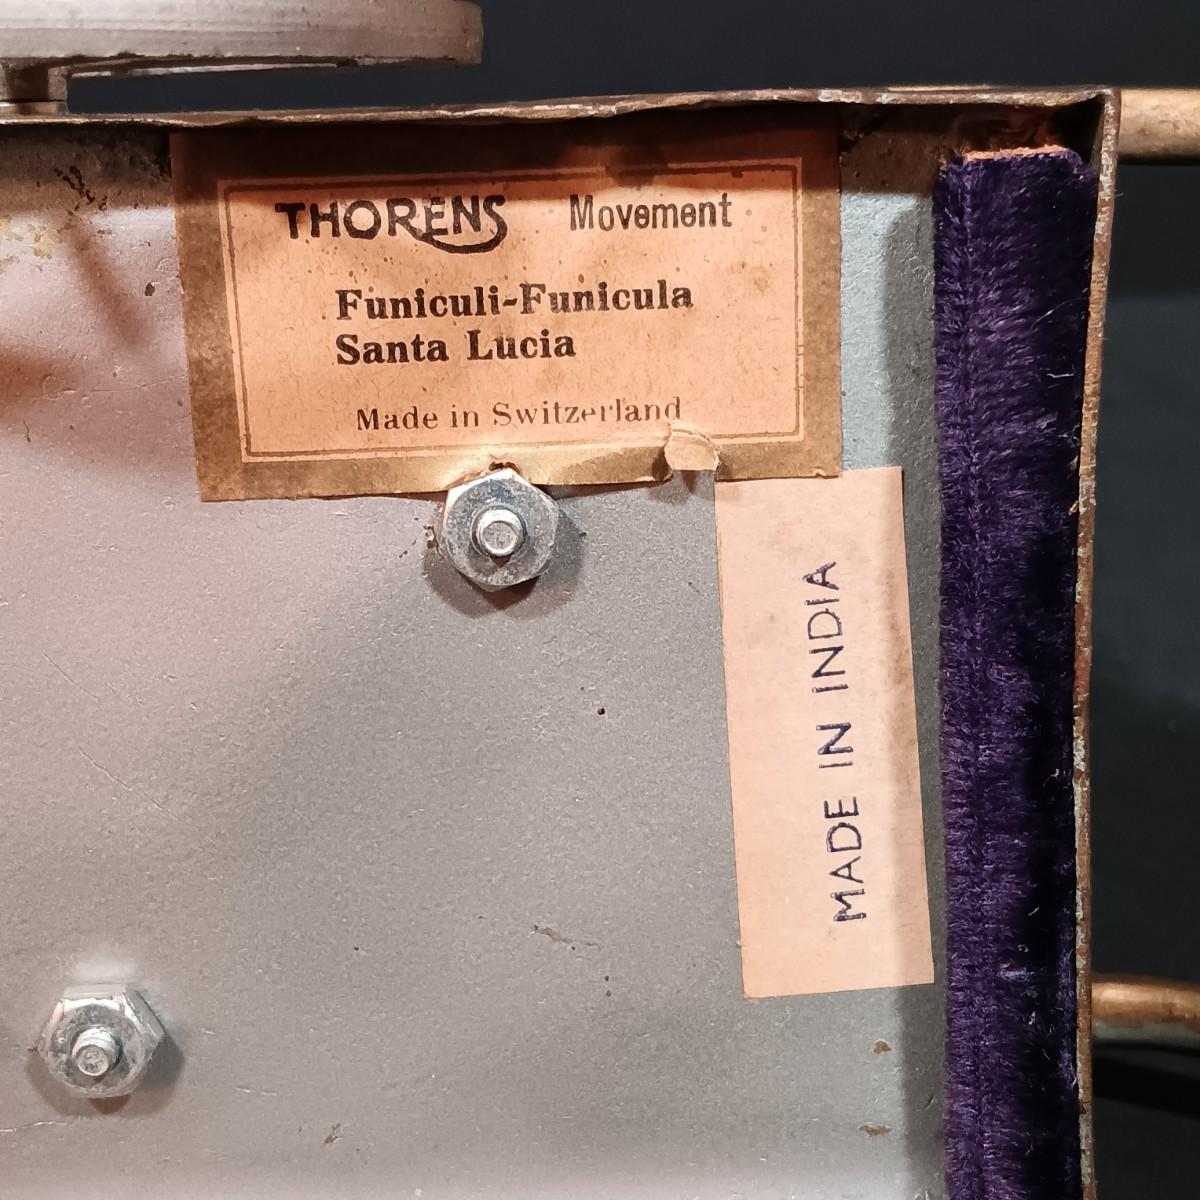 THORENS Movement
Funiculi-Funicula
Santa Lucia
Made in Switzerland
MADE IN INDIA